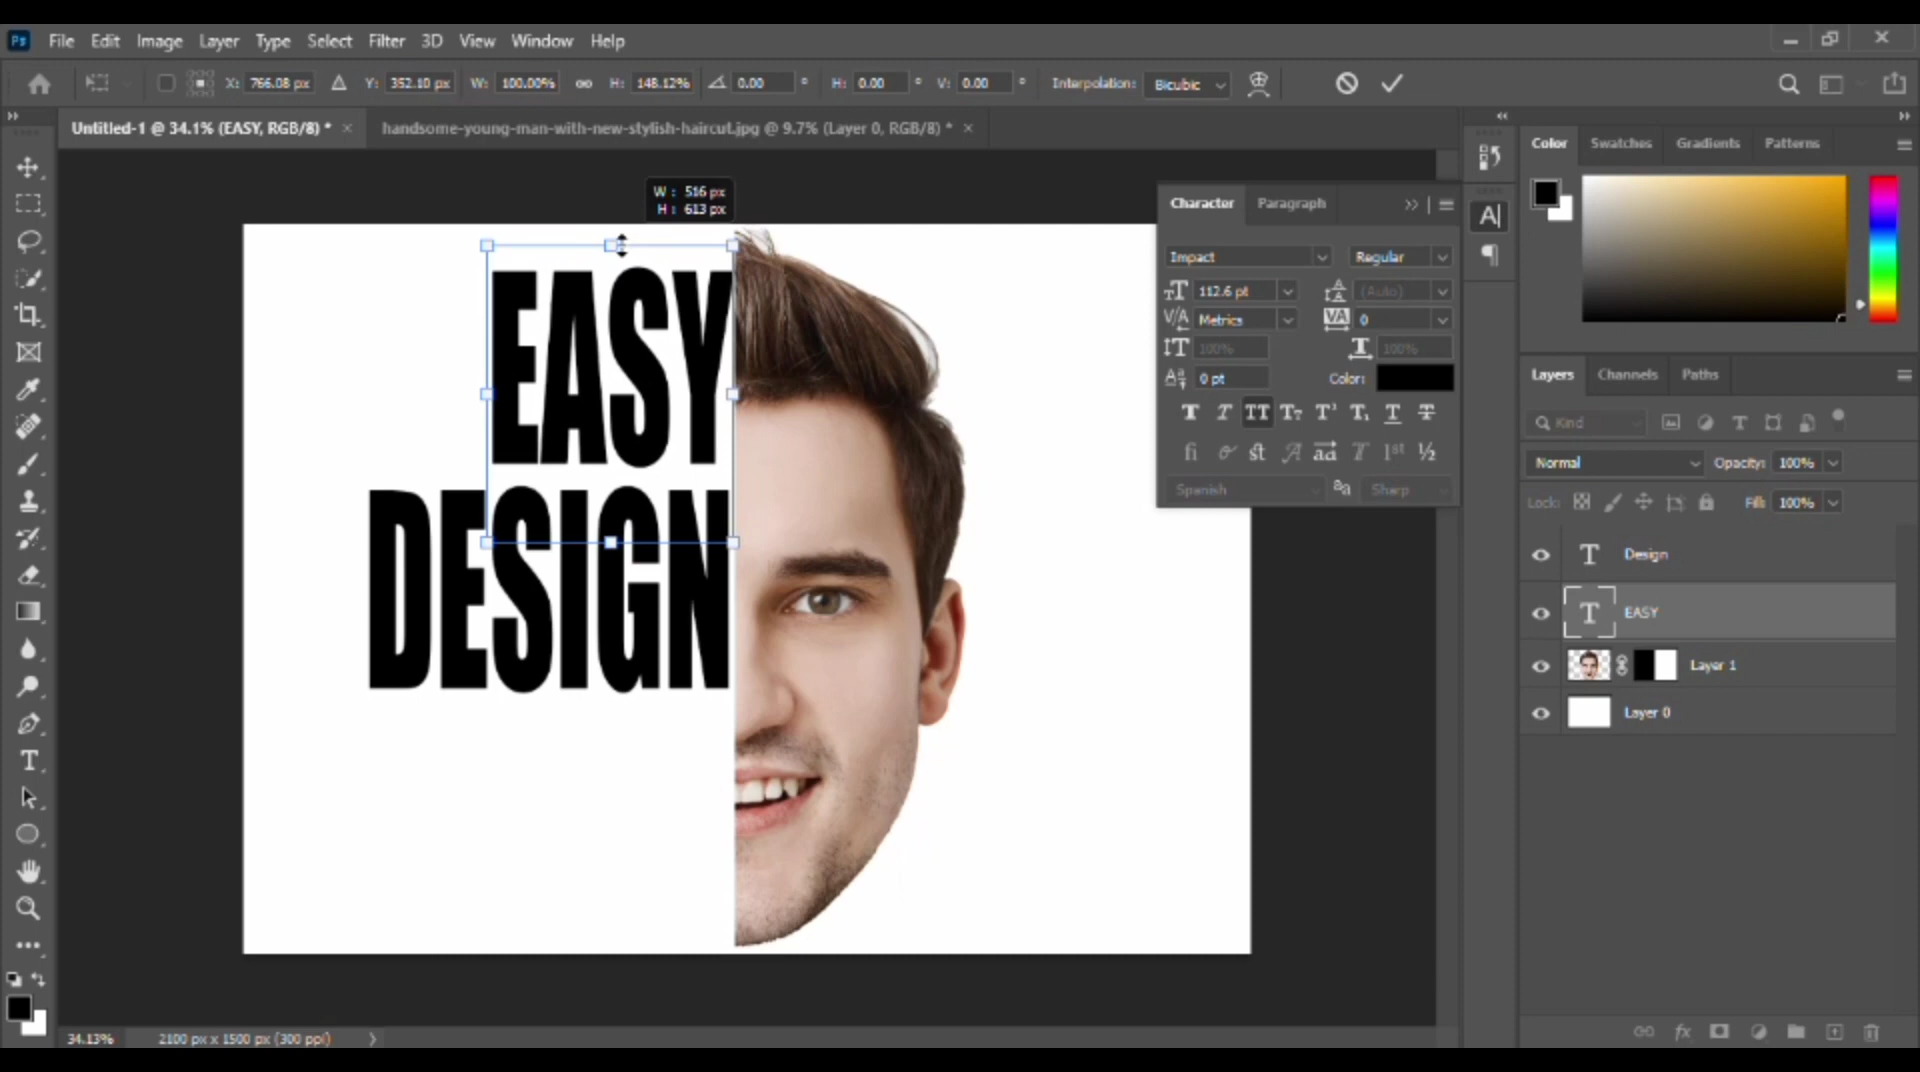 Ps File Edit Image Layer Type Select Filter 3D View Window Help
X: 766.08 px Y: 352.10 px W: 100.00% H: 148.12% 0.00 ° H: 0.00 ° V: 0.00 ° Interpolation: Bicubic
Untitled-1 @ 34.1% (EASY, RGB/8) * × handsome-young-man-with-new-stylish-haircut.jpg @ 9.7% (Layer 0, RGB/8) * ×
W : 516 px
H : 613 px
EASY
DESIGN
Character Paragraph
Impact Regular
112.6 pt (Auto)
Metrics 0
100% 100%
0 pt Color:
Spanish Sharp
Color Swatches Gradients Patterns
Layers Channels Paths
Kind
Normal Opacity: 100%
Lock: Fill: 100%
Design
EASY
Layer 1
Layer 0
34.13% 2100 px x 1500 px (300 ppi)